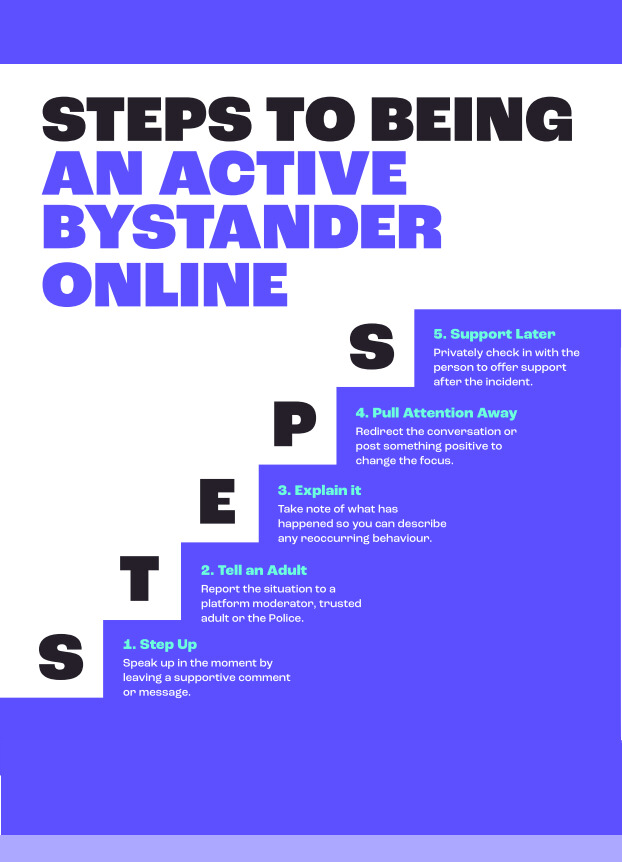 STEPS TO BEING
AN ACTIVE
BYSTANDER
ONLINE
S
5. Support Later
Privately check in with the
person to offer support
after the incident.
P
4. Pull Attention Away
Redirect the conversation or
post something positive to
change the focus.
E
3. Explain it
Take note of what has
happened so you can describe
any reoccurring behaviour.
T
2. Tell an Adult
Report the situation to a
platform moderator, trusted
adult or the Police.
S
1. Step Up
Speak up in the moment by
leaving a supportive comment
or message.